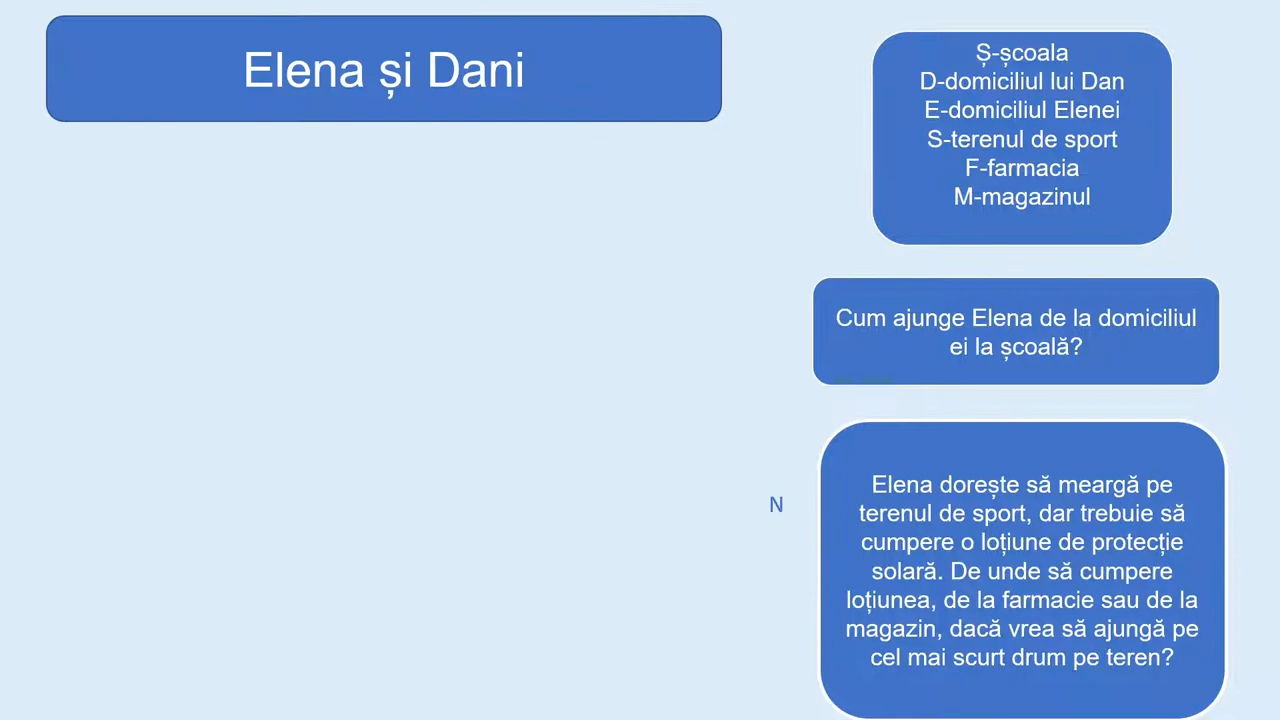 Elena și Dani
Ș-școala
D-domiciliul lui Dan
E-domiciliul Elenei
S-terenul de sport
F-farmacia
M-magazinul
Cum ajunge Elena de la domiciliul
ei la școală?
N
Elena dorește să meargă pe
terenul de sport, dar trebuie să
cumpere o loțiune de protecție
solară. De unde să cumpere
loțiunea, de la farmacie sau de la
magazin, dacă vrea să ajungă pe
cel mai scurt drum pe teren?